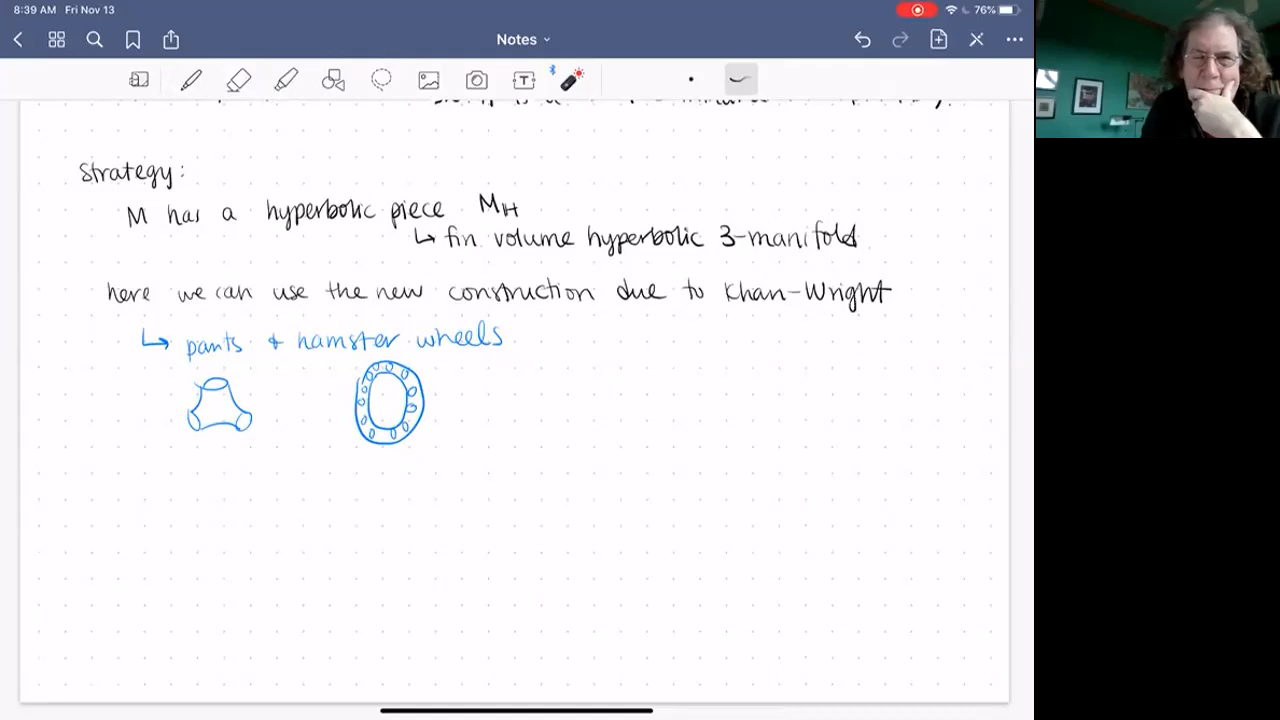 8:39 AM Fri Nov 13
76%
Notes
is a
Strategy:
M has a hyperbolic piece M_H
↳ fin. volume hyperbolic 3-manifold
here we can use the new construction due to Khan-Wright
↳ pants & hamster wheels